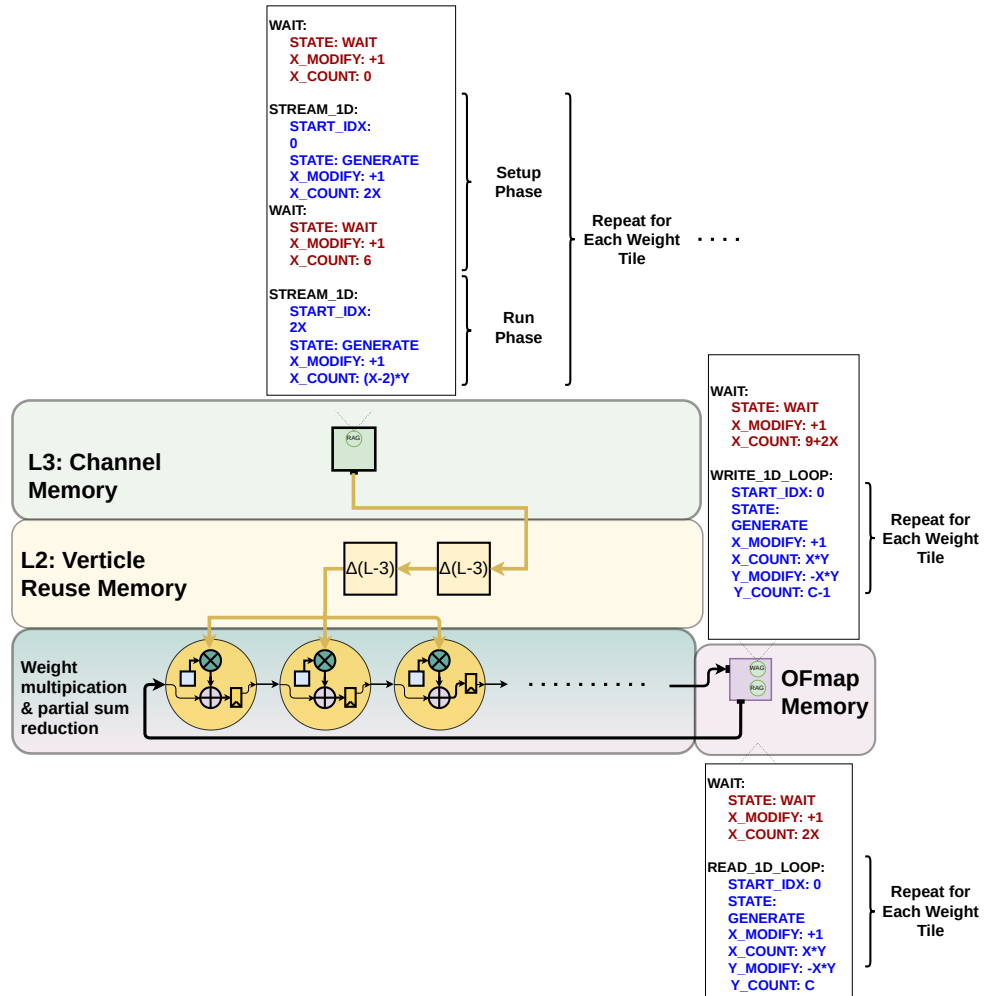 WAIT:
STATE: WAIT
X_MODIFY: +1
X_COUNT: 0
STREAM_1D:
START_IDX:
0
STATE: GENERATE
X_MODIFY: +1
X_COUNT: 2X
WAIT:
STATE: WAIT
X_MODIFY: +1
X_COUNT: 6
STREAM_1D:
START_IDX:
2X
STATE: GENERATE
X_MODIFY: +1
X_COUNT: (X-2)*Y
Setup
Phase
Run
Phase
Repeat for
Each Weight
Tile
. . . .
WAIT:
STATE: WAIT
X_MODIFY: +1
X_COUNT: 9+2X
WRITE_1D_LOOP:
START_IDX: 0
STATE:
GENERATE
X_MODIFY: +1
X_COUNT: X*Y
Y_MODIFY: -X*Y
Y_COUNT: C-1
Repeat for
Each Weight
Tile
L3: Channel
Memory
RAG
L2: Verticle
Reuse Memory
Δ(L-3)
Δ(L-3)
Weight
multipication
& partial sum
reduction
WAG
RAG
OFmap
Memory
WAIT:
STATE: WAIT
X_MODIFY: +1
X_COUNT: 2X
READ_1D_LOOP:
START_IDX: 0
STATE:
GENERATE
X_MODIFY: +1
X_COUNT: X*Y
Y_MODIFY: -X*Y
Y_COUNT: C
Repeat for
Each Weight
Tile